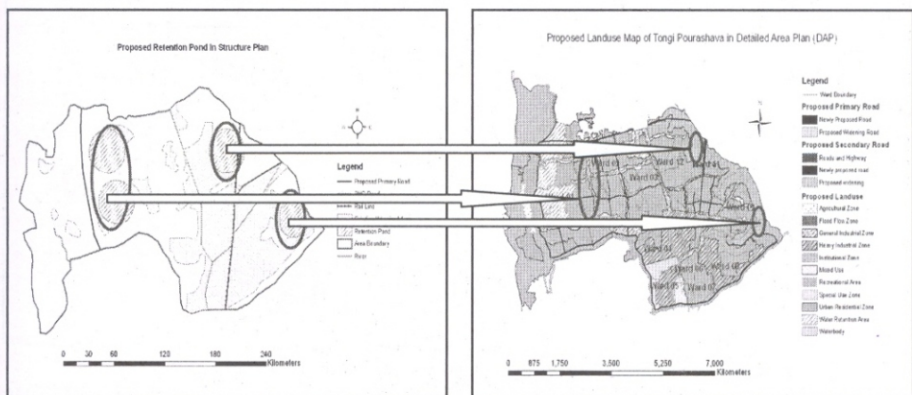 Proposed Retention Pond In Structure Plan
Legend
Proposed Primary Road
Rail Line
Retention Pond
Area Boundary
River
0 15 30 60 120 180 240
Kilometers
Proposed Landuse Map of Tongi Pourashava in Detailed Area Plan (DAP)
Legend
Ward Boundary
Proposed Primary Road
Newly Proposed Road
Proposed Widening Road
Proposed Secondary Road
Roads and Highway
Newly proposed road
Proposed widening
Proposed Landuse
Agricultural Zone
Flood Flow Zone
General Industrial Zone
Heavy Industrial Zone
Institutional Zone
Mixed Use
Recreational Area
Special Use Zone
Urban Residential Zone
Water Retention Area
Waterbody
Ward 12
Ward 02
0 875 1,750 3,500 5,250 7,000
Kilometers